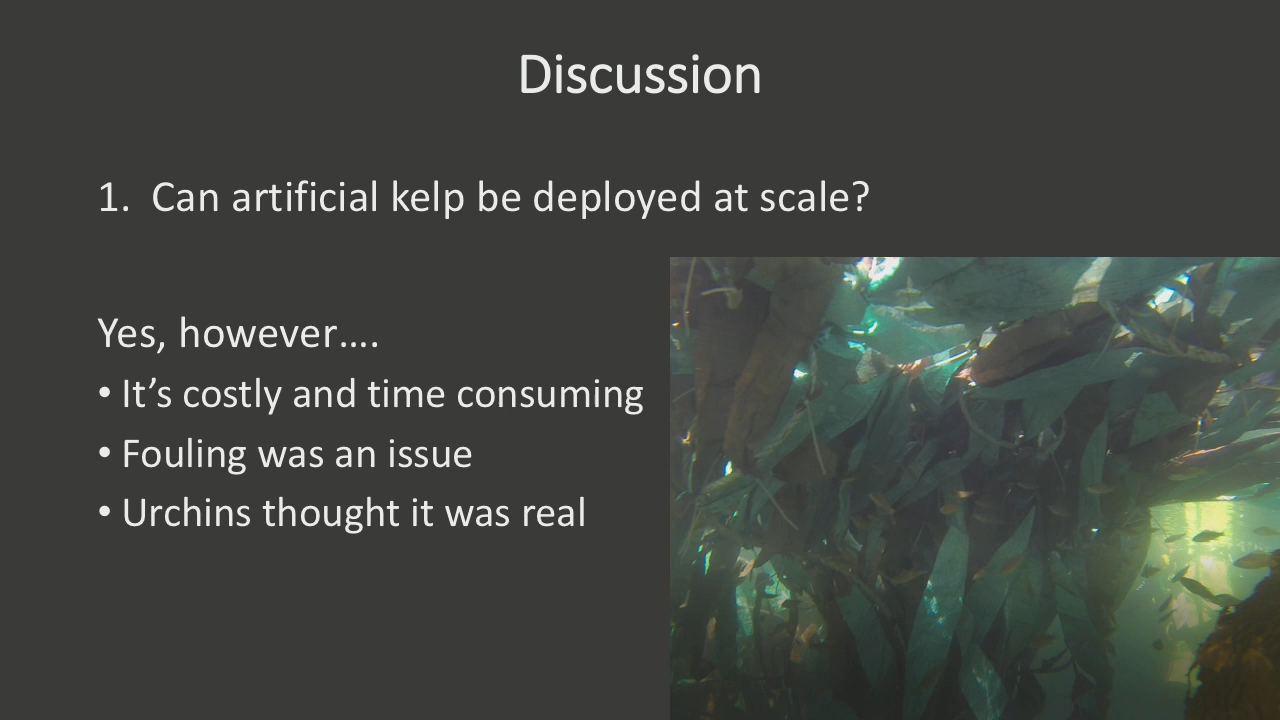 Discussion
1. Can artificial kelp be deployed at scale?
Yes, however....
• It’s costly and time consuming
• Fouling was an issue
• Urchins thought it was real